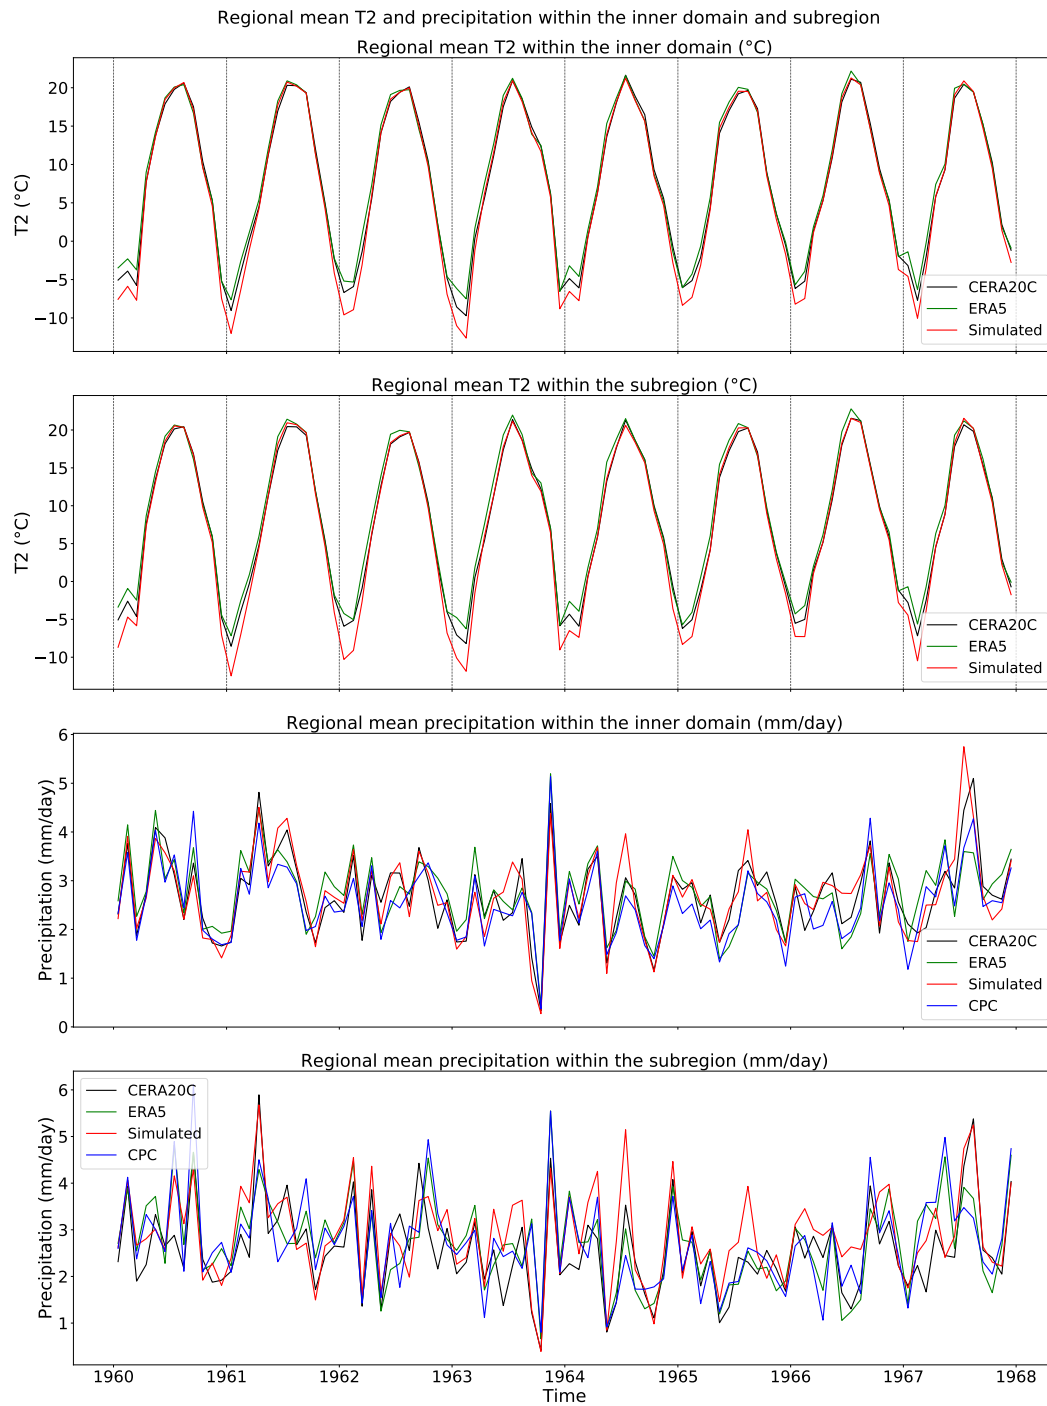 Regional mean T2 and precipitation within the inner domain and subregion
Regional mean T2 within the inner domain (°C)
T2 (°C)
20
15
10
5
0
−5
−10
CERA20C
ERA5
Simulated
Regional mean T2 within the subregion (°C)
T2 (°C)
20
15
10
5
0
−5
−10
CERA20C
ERA5
Simulated
Regional mean precipitation within the inner domain (mm/day)
Precipitation (mm/day)
6
5
4
3
2
1
0
CERA20C
ERA5
Simulated
CPC
Regional mean precipitation within the subregion (mm/day)
Precipitation (mm/day)
6
5
4
3
2
1
CERA20C
ERA5
Simulated
CPC
1960 1961 1962 1963 1964 1965 1966 1967 1968
Time